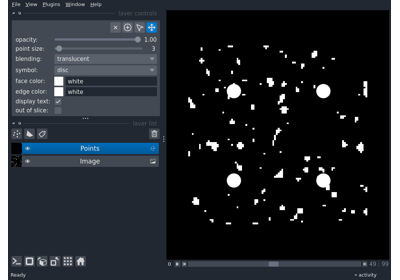 File View Plugins Window Help
layer controls
opacity: 1.00
point size: 3
blending: translucent
symbol: disc
face color: white
edge color: white
display text:
out of slice:
layer list
Points
Image
0 49 99
Ready activity